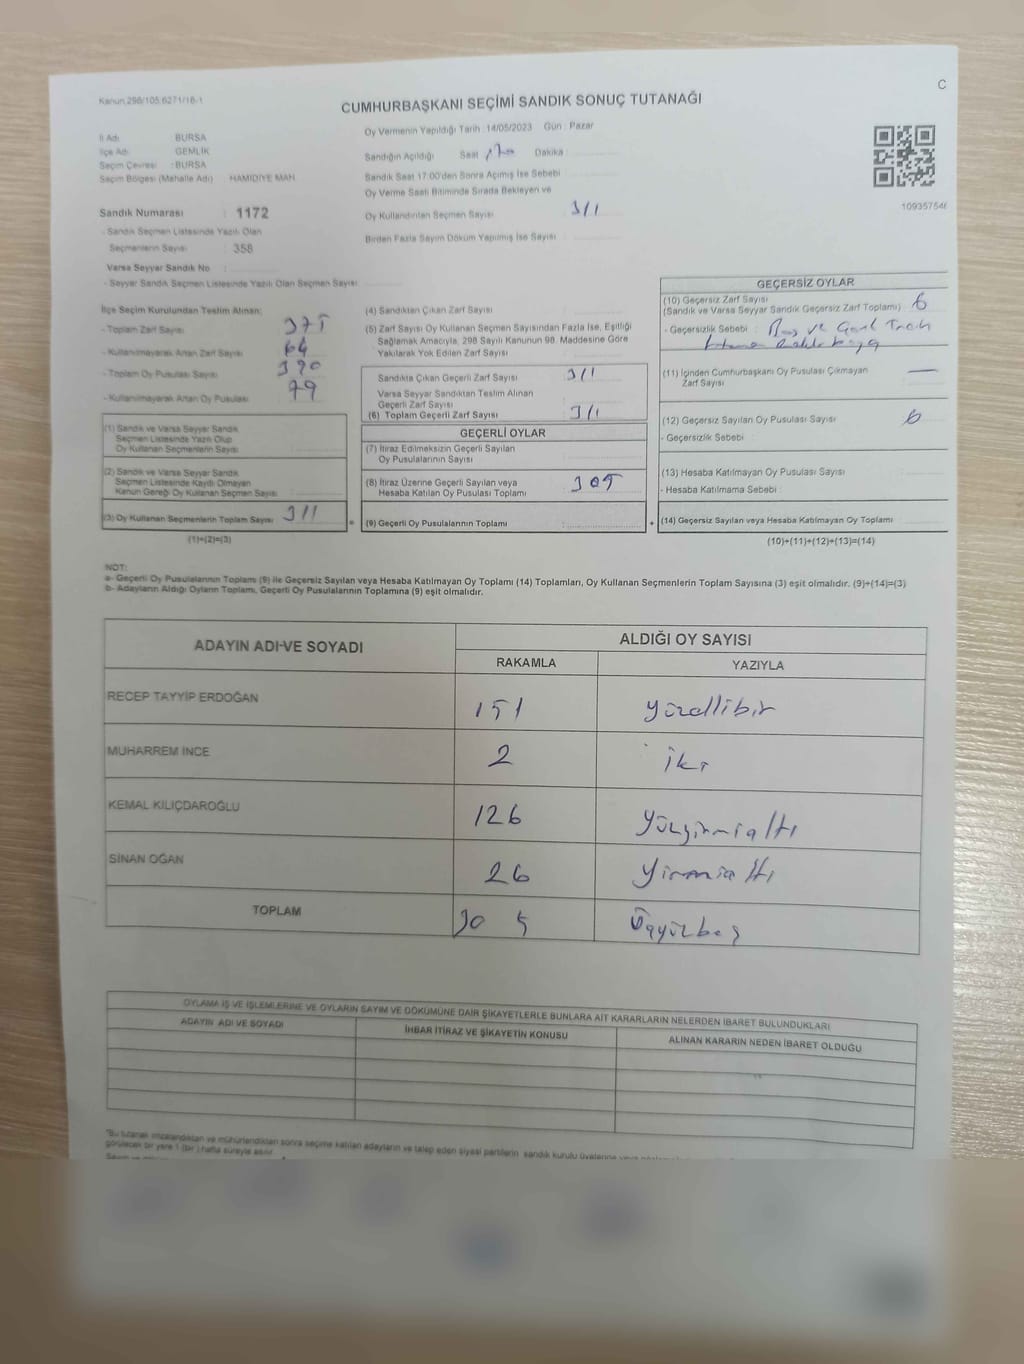 Kanun.298/105,6271/18-1
C
CUMHURBAŞKANI SEÇİMİ SANDIK SONUÇ TUTANAĞI
İl Adı : BURSA
İlçe Adı : GEMLİK
Seçim Çevresi : BURSA
Seçim Bölgesi (Mahalle Adı) HAMİDİYE MAH.
Oy Vermenin Yapıldığı Tarih :14/05/2023 Gün : Pazar
Sandığın Açıldığı Saat Dakika :
Sandık Saat 17:00'den Sonra Açımış İse Sebebi
Oy Verme Saati Bitiminde Sırada Bekleyen ve
Oy Kullandırılan Seçmen Sayısı 311
Birden Fazla Sayım Döküm Yapılmış İse Sayısı
10935754
Sandık Numarası : 1172
- Sandık Seçmen Listesinde Yazılı Olan
Seçmenlerin Sayısı : 358
Varsa Seyyar Sandık No :
- Seyyar Sandık Seçmen Listesinde Yazılı Olan Seçmen Sayısı
İlçe Seçim Kurulundan Teslim Alınan:
- Toplam Zarf Sayısı 375
- Kullanılmayarak Artan Zarf Sayısı 64
- Toplam Oy Pusulası Sayısı 390
- Kullanılmayarak Artan Oy Pusulası 79
(1) Sandık ve Varsa Seyyar Sandık
Seçmen Listesinde Yazılı Olup
Oy Kullanan Seçmenlerin Sayısı
(2) Sandık ve Varsa Seyyar Sandık
Seçmen Listesinde Kayıtlı Olmayan
Kanun Gereği Oy Kullanan Seçmen Sayısı
(3) Oy Kullanan Seçmenlerin Toplam Sayısı 311
(1)+(2)=(3)
(4) Sandıktan Çıkan Zarf Sayısı
(5) Zarf Sayısı Oy Kullanan Seçmen Sayısından Fazla İse, Eşitliği
Sağlamak Amacıyla, 298 Sayılı Kanunun 98. Maddesine Göre
Yakılarak Yok Edilen Zarf Sayısı
Sandıkta Çıkan Geçerli Zarf Sayısı 311
Varsa Seyyar Sandıktan Teslim Alınan
Geçerli Zarf Sayısı
(6) Toplam Geçerli Zarf Sayısı 311
GEÇERLİ OYLAR
(7) İtiraz Edilmeksizin Geçerli Sayılan
Oy Pusulalarının Sayısı
(8) İtiraz Üzerine Geçerli Sayılan veya
Hesaba Katılan Oy Pusulası Toplamı 305
(9) Geçerli Oy Pusulalarının Toplamı
GEÇERSİZ OYLAR
(10) Geçersiz Zarf Sayısı
(Sandık ve Varsa Seyyar Sandık Geçersiz Zarf Toplamı) 6
- Geçersizlik Sebebi : ve
(11) İçinden Cumhurbaşkanı Oy Pusulası Çıkmayan
Zarf Sayısı —
(12) Geçersiz Sayılan Oy Pusulası Sayısı 6
- Geçersizlik Sebebi
(13) Hesaba Katılmayan Oy Pusulası Sayısı
- Hesaba Katılmama Sebebi :
(14) Geçersiz Sayılan veya Hesaba Katılmayan Oy Toplamı
(10)+(11)+(12)+(13)=(14)
NOT:
a- Geçerli Oy Pusulalarının Toplamı (9) ile Geçersiz Sayılan veya Hesaba Katılmayan Oy Toplamı (14) Toplamları, Oy Kullanan Seçmenlerin Toplam Sayısına (3) eşit olmalıdır. (9)+(14)=(3)
b- Adayların Aldığı Oyların Toplamı, Geçerli Oy Pusulalarının Toplamına (9) eşit olmalıdır.
ADAYIN ADI-VE SOYADI
ALDIĞI OY SAYISI
RAKAMLA YAZIYLA
RECEP TAYYİP ERDOĞAN 151 yüzellibir
MUHARREM İNCE 2 iki
KEMAL KILIÇDAROĞLU 126 yüzyirmialtı
SİNAN OĞAN 26 yirmialtı
TOPLAM 30 5 üçyüzbeş
OYLAMA İŞ VE İŞLEMLERİNE VE OYLARIN SAYIM VE DÖKÜMÜNE DAİR ŞİKAYETLERLE BUNLARA AİT KARARLARIN NELERDEN İBARET BULUNDUKLARI
ADAYIN ADI VE SOYADI
İHBAR İTİRAZ VE ŞİKAYETİN KONUSU
ALINAN KARARIN NEDEN İBARET OLDUĞU
"Bu tutanak imzalandıktan ve mühürlendikten sonra seçime katılan adayların ve talep eden siyasi partilerin sandık kurulu üyelerine veya
görülecek bir yere 1 (bir) hafta süreyle asılır.